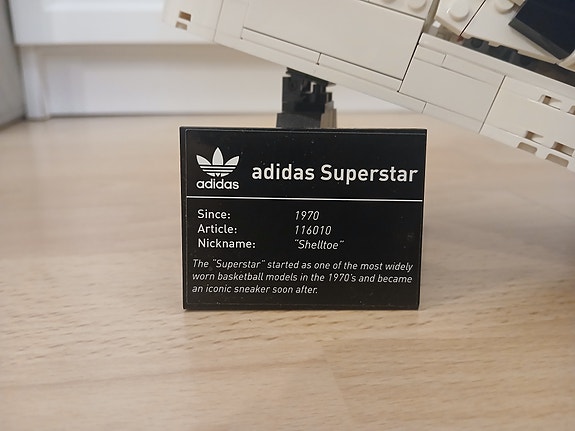 adidas
adidas Superstar
Since: 1970
Article: 116010
Nickname: "Shelltoe"
The "Superstar" started as one of the most widely
worn basketball models in the 1970's and became
an iconic sneaker soon after.